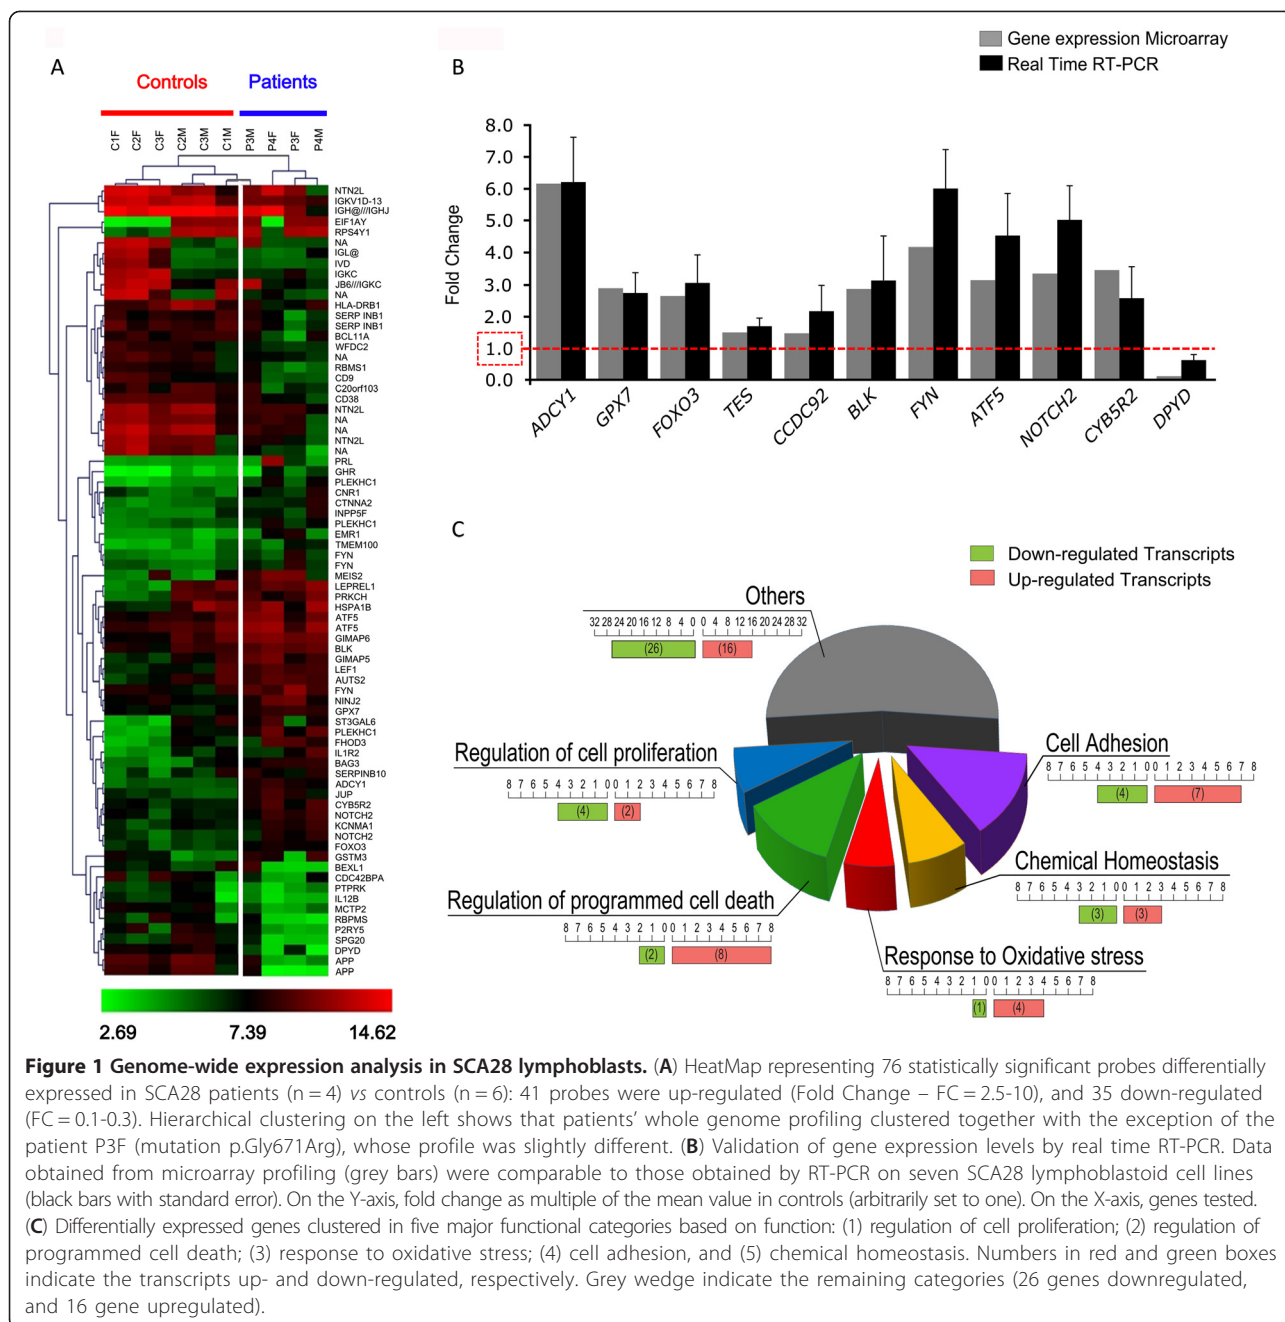 A
Controls
Patients
C1F
C2F
C3F
C2M
C3M
C1M
P3M
P4F
P3F
P4M
NTN2L
IGKV1D-13
IGH@///IGHJ
EIF1AY
RPS4Y1
NA
IGL@
IVD
IGKC
JB6///IGKC
NA
HLA-DRB1
SERP INB1
SERP INB1
BCL11A
WFDC2
NA
RBMS1
CD9
C20orf103
CD38
NTN2L
NA
NA
NTN2L
NA
PRL
GHR
PLEKHC1
CNR1
CTNNA2
INPP5F
PLEKHC1
EMR1
TMEM100
FYN
FYN
MEIS2
LEPREL1
PRKCH
HSPA1B
ATF5
ATF5
GIMAP6
BLK
GIMAP5
LEF1
AUTS2
FYN
NINJ2
GPX7
ST3GAL6
PLEKHC1
FHOD3
IL1R2
BAG3
SERPINB10
ADCY1
JUP
CYB5R2
NOTCH2
KCNMA1
NOTCH2
FOXO3
GSTM3
BEXL1
CDC42BPA
PTPRK
IL12B
MCTP2
RBPMS
P2RY5
SPG20
DPYD
APP
APP
2.69 7.39 14.62
B
Gene expression Microarray
Real Time RT-PCR
Fold Change
8.0
7.0
6.0
5.0
4.0
3.0
2.0
1.0
0.0
ADCY1
GPX7
FOXO3
TES
CCDC92
BLK
FYN
ATF5
NOTCH2
CYB5R2
DPYD
C
Down-regulated Transcripts
Up-regulated Transcripts
Others
32 28 24 20 16 12 8 4 0 0 4 8 12 16 20 24 28 32
(26) (16)
Regulation of cell proliferation
8 7 6 5 4 3 2 1 0 0 1 2 3 4 5 6 7 8
(4) (2)
Cell Adhesion
8 7 6 5 4 3 2 1 0 0 1 2 3 4 5 6 7 8
(4) (7)
Chemical Homeostasis
8 7 6 5 4 3 2 1 0 0 1 2 3 4 5 6 7 8
(3) (3)
Regulation of programmed cell death
8 7 6 5 4 3 2 1 0 0 1 2 3 4 5 6 7 8
(2) (8)
Response to Oxidative stress
8 7 6 5 4 3 2 1 0 0 1 2 3 4 5 6 7 8
(1) (4)
Figure 1 Genome-wide expression analysis in SCA28 lymphoblasts. (A) HeatMap representing 76 statistically significant probes differentially
expressed in SCA28 patients (n = 4) vs controls (n = 6): 41 probes were up-regulated (Fold Change – FC = 2.5-10), and 35 down-regulated
(FC = 0.1-0.3). Hierarchical clustering on the left shows that patients' whole genome profiling clustered together with the exception of the
patient P3F (mutation p.Gly671Arg), whose profile was slightly different. (B) Validation of gene expression levels by real time RT-PCR. Data
obtained from microarray profiling (grey bars) were comparable to those obtained by RT-PCR on seven SCA28 lymphoblastoid cell lines
(black bars with standard error). On the Y-axis, fold change as multiple of the mean value in controls (arbitrarily set to one). On the X-axis, genes tested.
(C) Differentially expressed genes clustered in five major functional categories based on function: (1) regulation of cell proliferation; (2) regulation of
programmed cell death; (3) response to oxidative stress; (4) cell adhesion, and (5) chemical homeostasis. Numbers in red and green boxes
indicate the transcripts up- and down-regulated, respectively. Grey wedge indicate the remaining categories (26 genes downregulated,
and 16 gene upregulated).